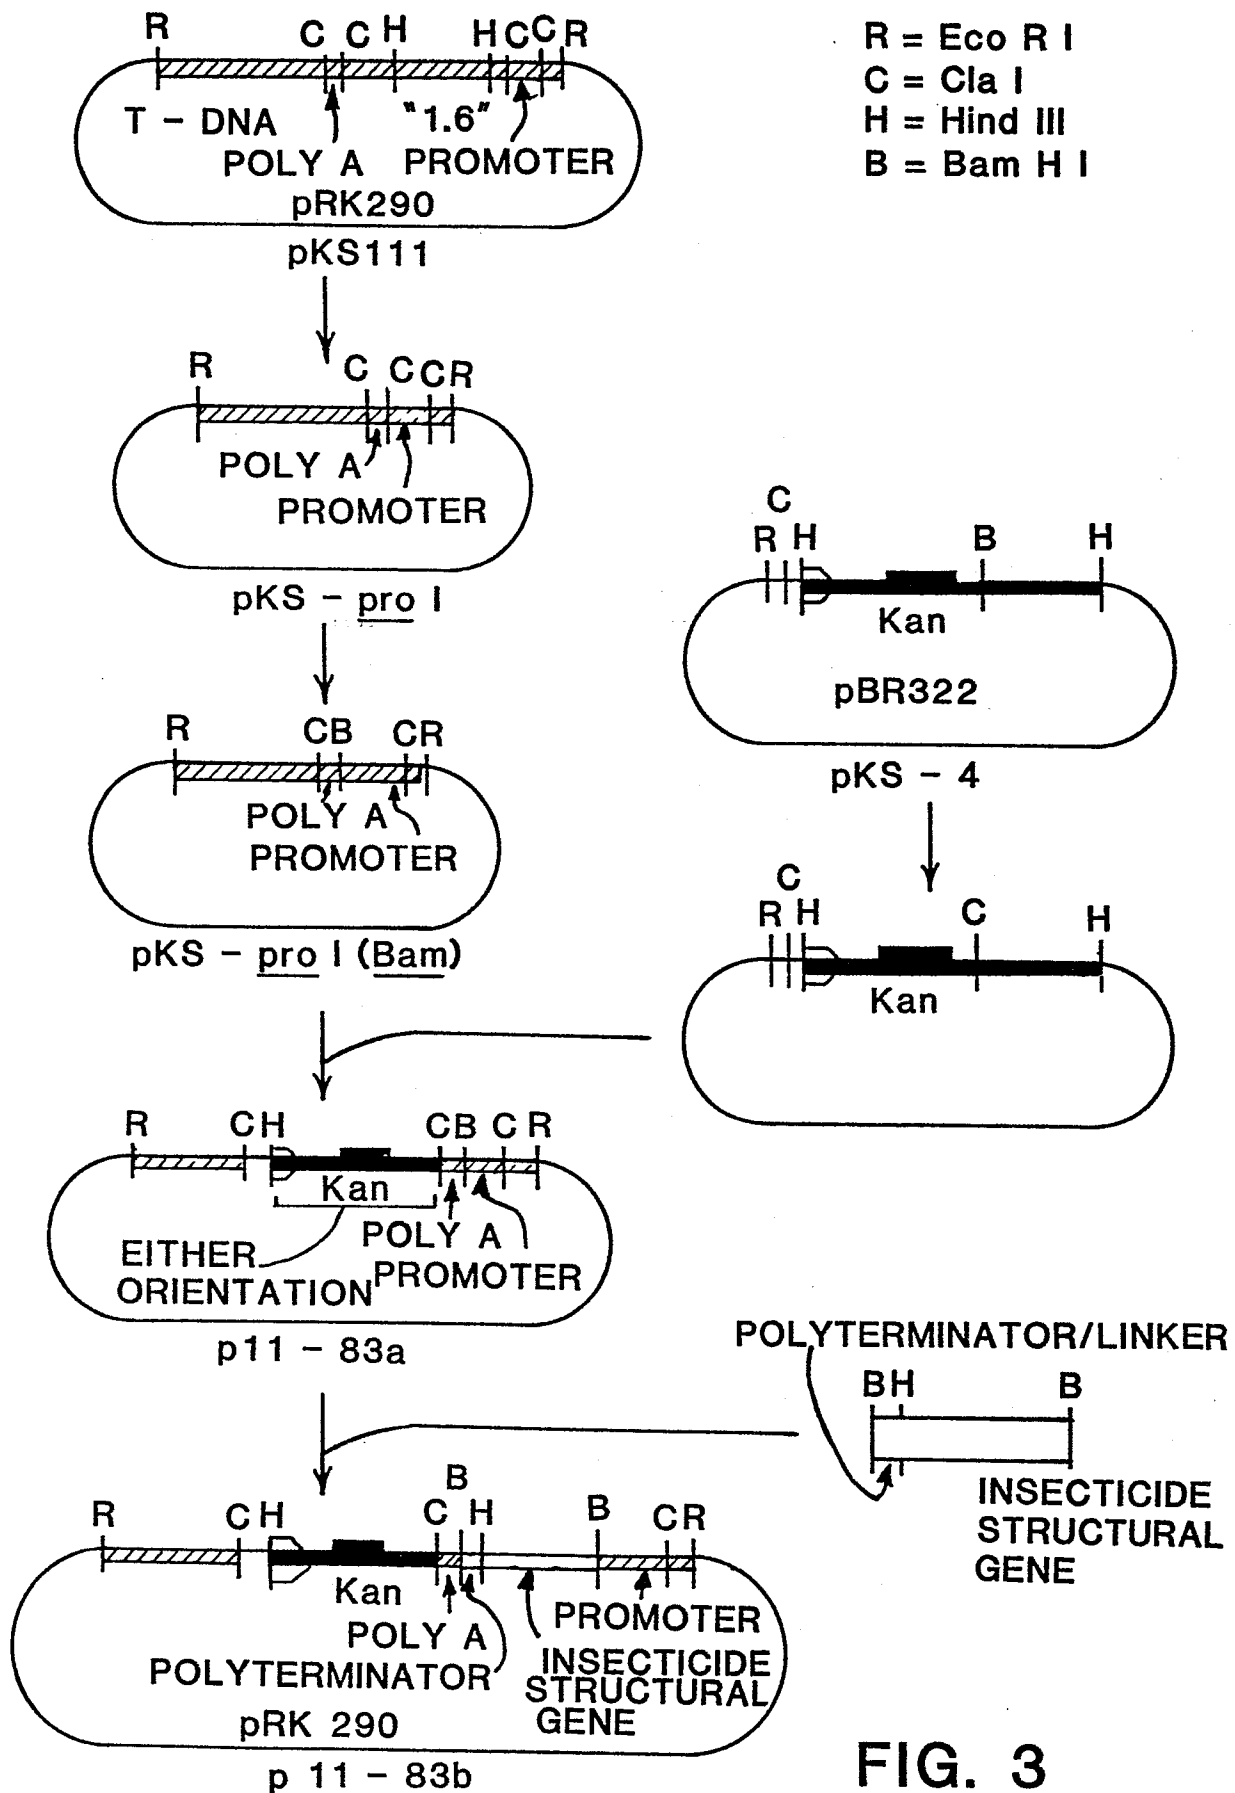 R C C H H C C R
T - DNA "1.6"
POLY A PROMOTER
pRK290
pKS111
R = Eco R I
C = Cla I
H = Hind III
B = Bam H I
R C C C R
POLY A
PROMOTER
pKS - pro I
R C B C R
POLY A
PROMOTER
pKS - pro I (Bam)
C
R H B H
Kan
pBR322
pKS - 4
C
R H C H
Kan
R C H C B C R
Kan
POLY A
EITHER
ORIENTATION
PROMOTER
p11 - 83a
POLYTERMINATOR/LINKER
B H B
INSECTICIDE
STRUCTURAL
GENE
B
R C H C H B C R
Kan
POLY A
PROMOTER
POLYTERMINATOR
INSECTICIDE
STRUCTURAL
GENE
pRK 290
p 11 - 83b
FIG. 3